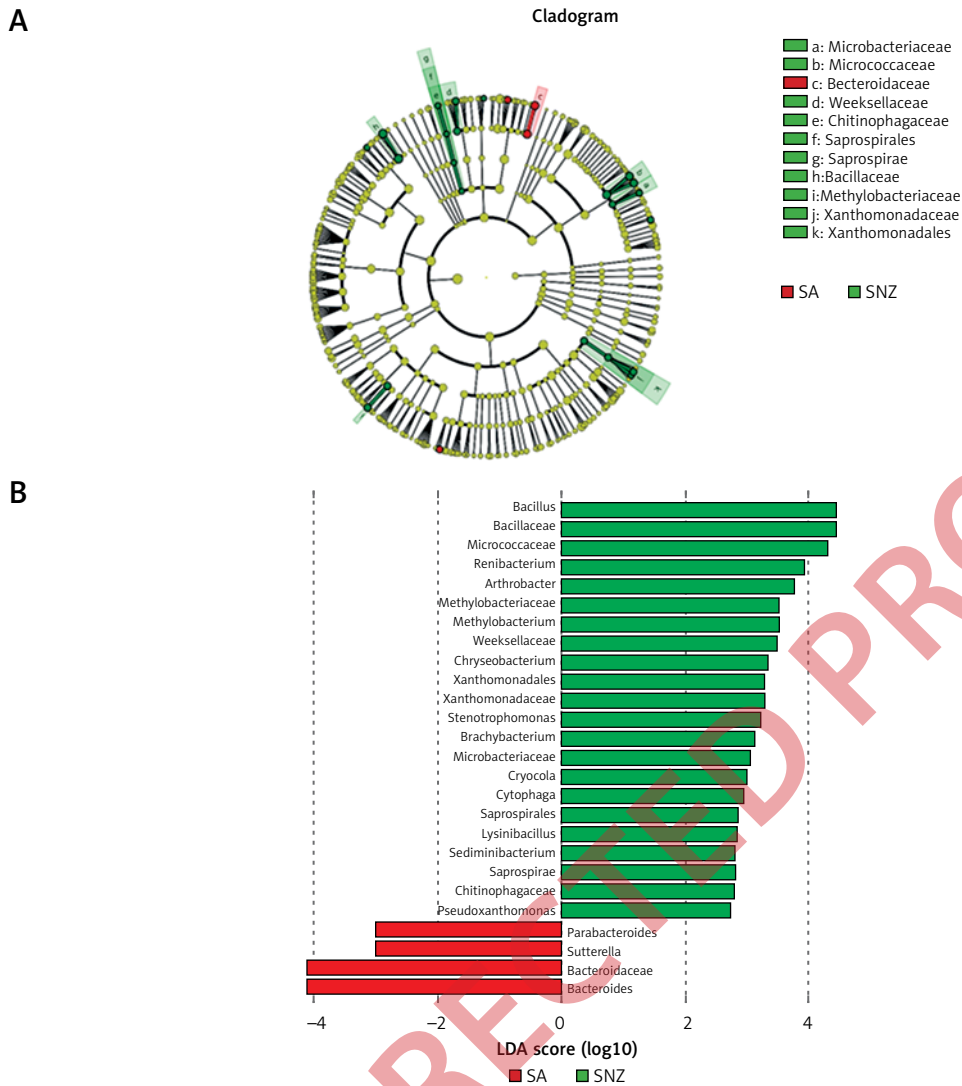 A
Cladogram
a: Microbacteriaceae
b: Micrococcaceae
c: Becteroidaceae
d: Weeksellaceae
e: Chitinophagaceae
f: Saprospirales
g: Saprospirae
h:Bacillaceae
i:Methylobacteriaceae
j: Xanthomonadaceae
k: Xanthomonadales
SA SNZ
g
f
e
d
c
h
b
a
k
B
Bacillus
Bacillaceae
Micrococcaceae
Renibacterium
Arthrobacter
Methylobacteriaceae
Methylobacterium
Weeksellaceae
Chryseobacterium
Xanthomonadales
Xanthomonadaceae
Stenotrophomonas
Brachybacterium
Microbacteriaceae
Cryocola
Cytophaga
Saprospirales
Lysinibacillus
Sediminibacterium
Saprospirae
Chitinophagaceae
Pseudoxanthomonas
Parabacteroides
Sutterella
Bacteroidaceae
Bacteroides
−4 −2 0 2 4
LDA score (log10)
SA SNZ
RECTED PRO